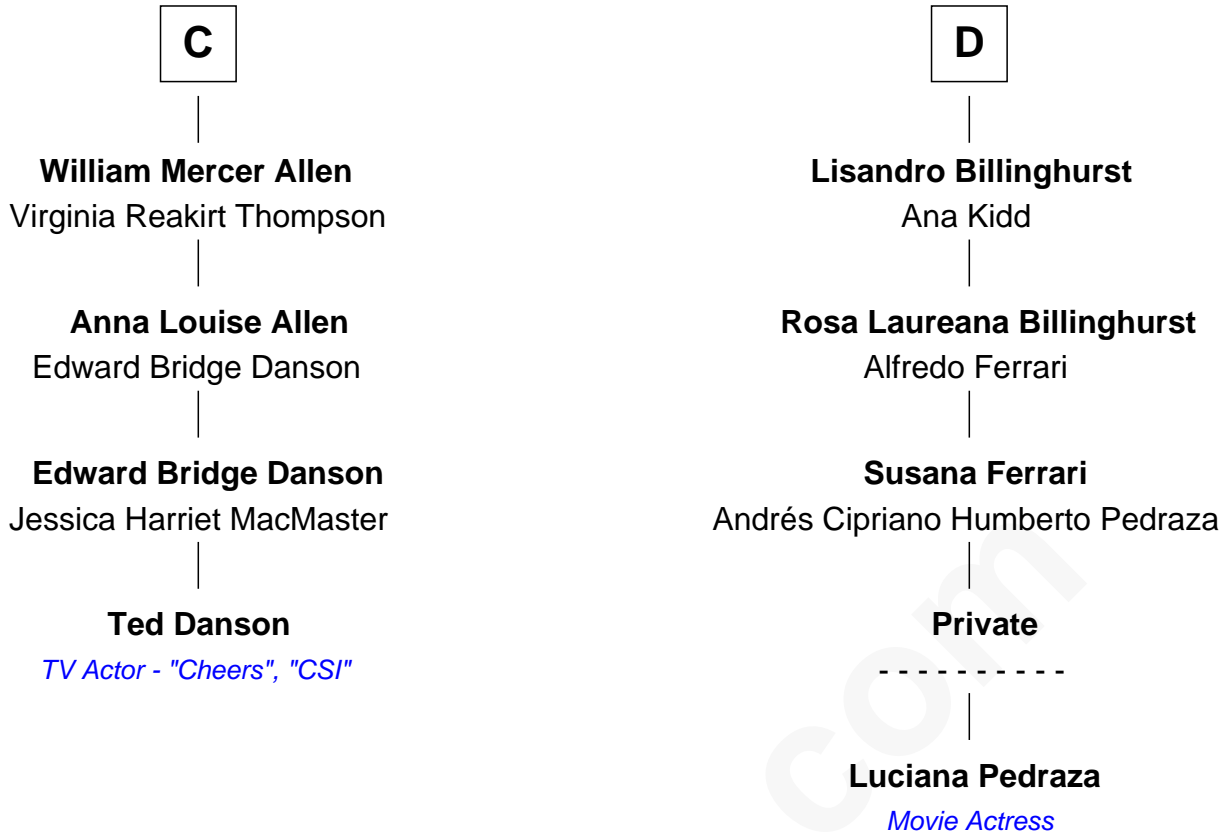 C
William Mercer Allen
Virginia Reakirt Thompson
Anna Louise Allen
Edward Bridge Danson
Edward Bridge Danson
Jessica Harriet MacMaster
Ted Danson
TV Actor - "Cheers", "CSI"
D
Lisandro Billinghurst
Ana Kidd
Rosa Laureana Billinghurst
Alfredo Ferrari
Susana Ferrari
Andrés Cipriano Humberto Pedraza
Private
- - - - - - - - - -
Luciana Pedraza
Movie Actress
com